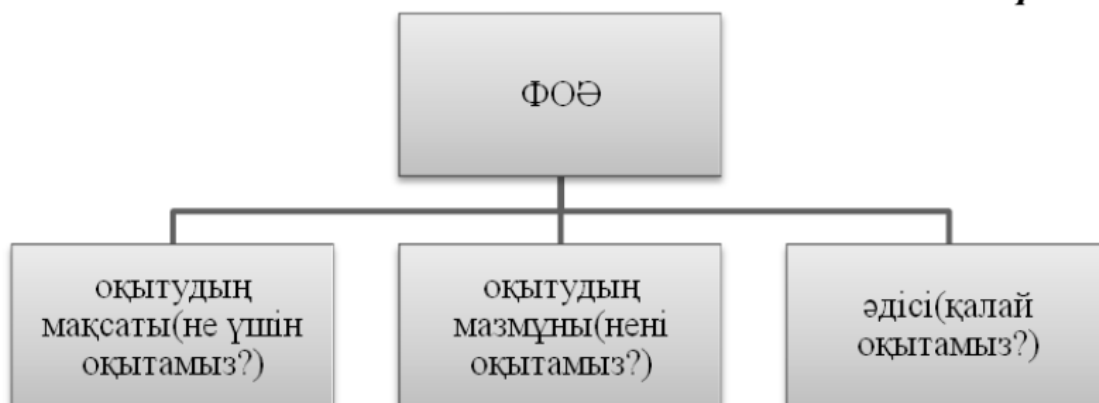 ФОӘ
оқытудың
мақсаты(не үшін
оқытамыз?)
оқытудың
мазмұны(нені
оқытамыз?)
әдісі(қалай
оқытамыз?)